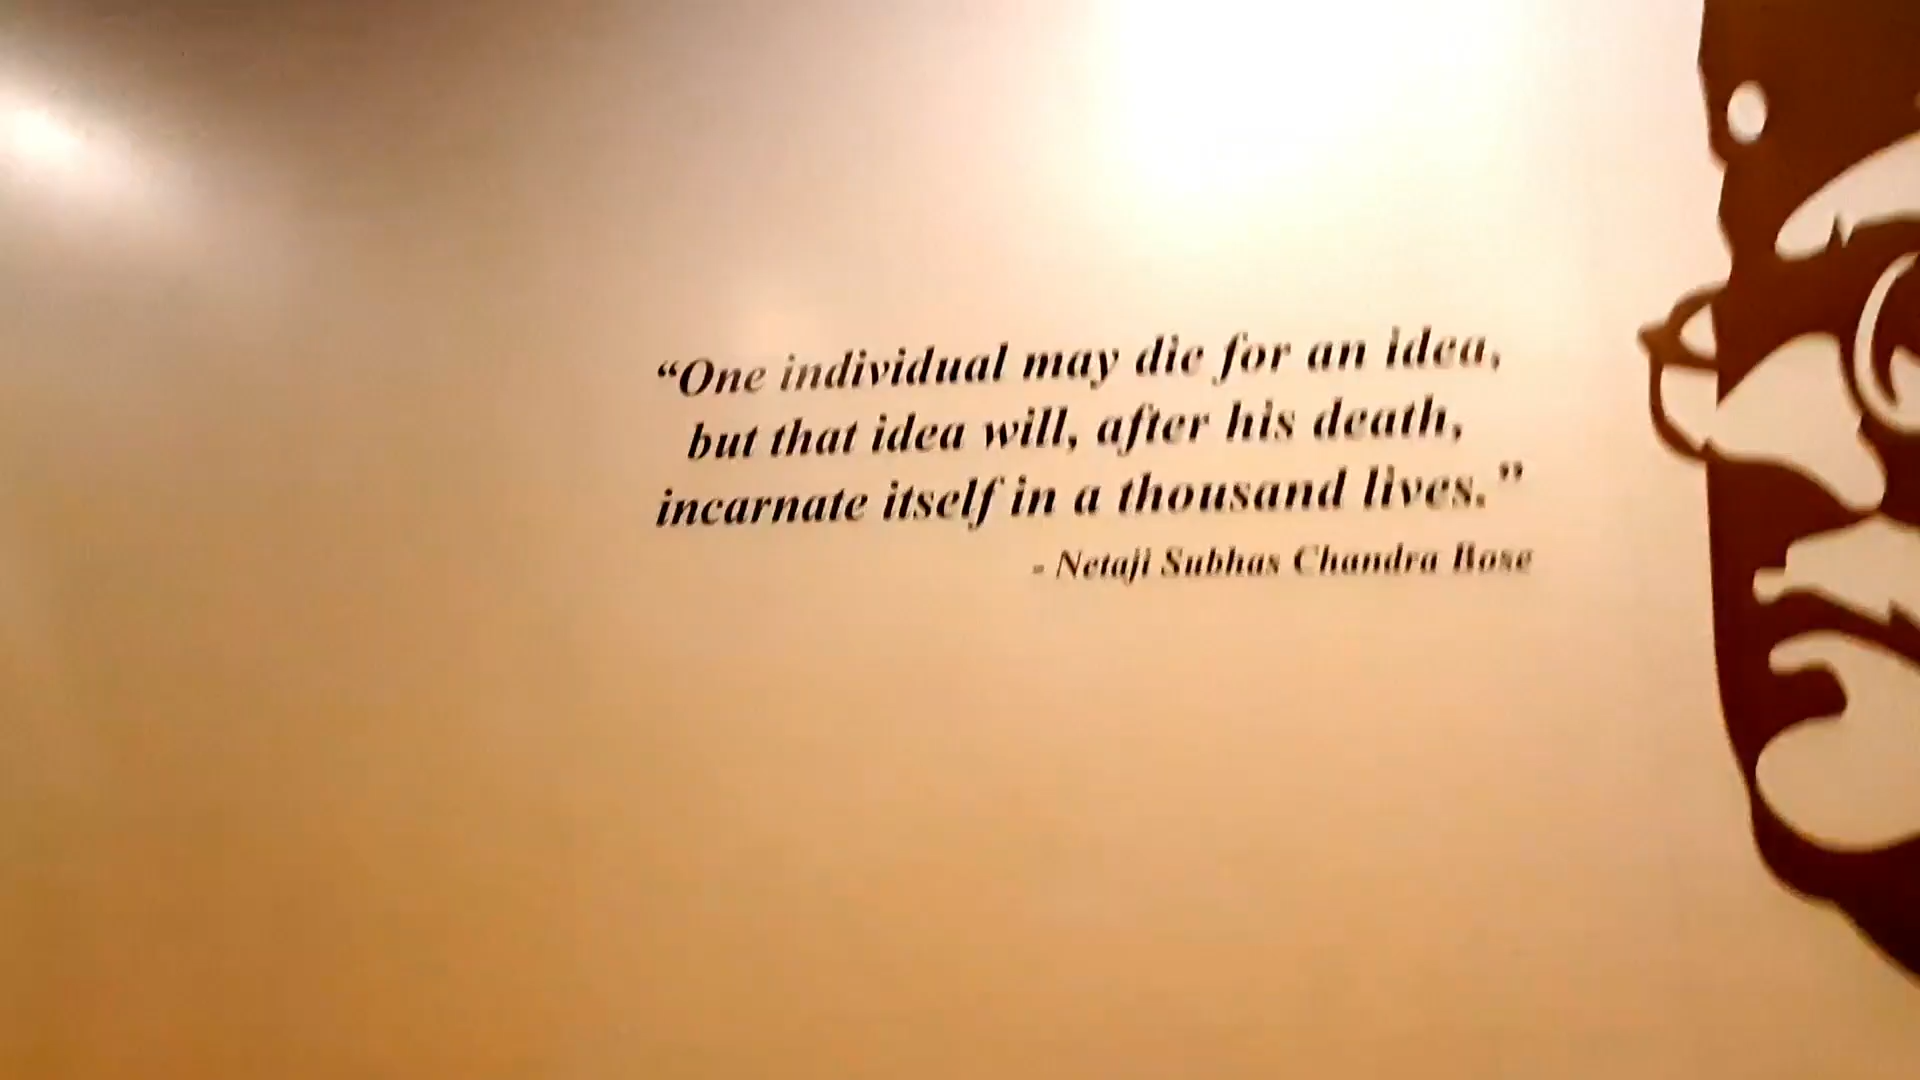 “One individual may die for an idea,
but that idea will, after his death,
incarnate itself in a thousand lives.”
- Netaji Subhas Chandra Bose